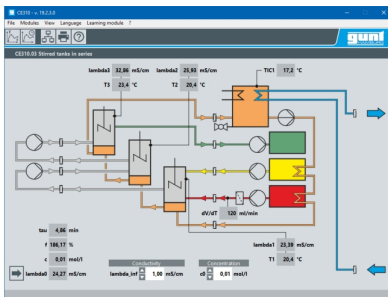 CE310 - v. 18.2.3.0
File Modules View Language Learning module ?
gunt
CE310.03 Stirred tanks in series
lambda3 32,86 mS/cm lambda2 25,93 mS/cm TIC1 17,2 °C
T3 23,4 °C T2 20,4 °C
dV/dT 120 ml/min
tau 4,86 min
f 106,17 %
c 0,01 mol/l
lambda0 24,27 mS/cm
Conductivity
lambda_inf 1,00 mS/cm
Concentration
0,01 mol/l
lambda1 23,39 mS/cm
T1 20,4 °C